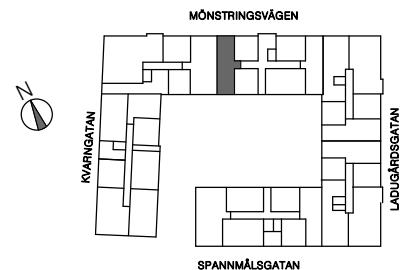 MÖNSTRINGSVÄGEN
N
KVARNGATAN
LADUGÅRDSGATAN
SPANNMÅLSGATAN